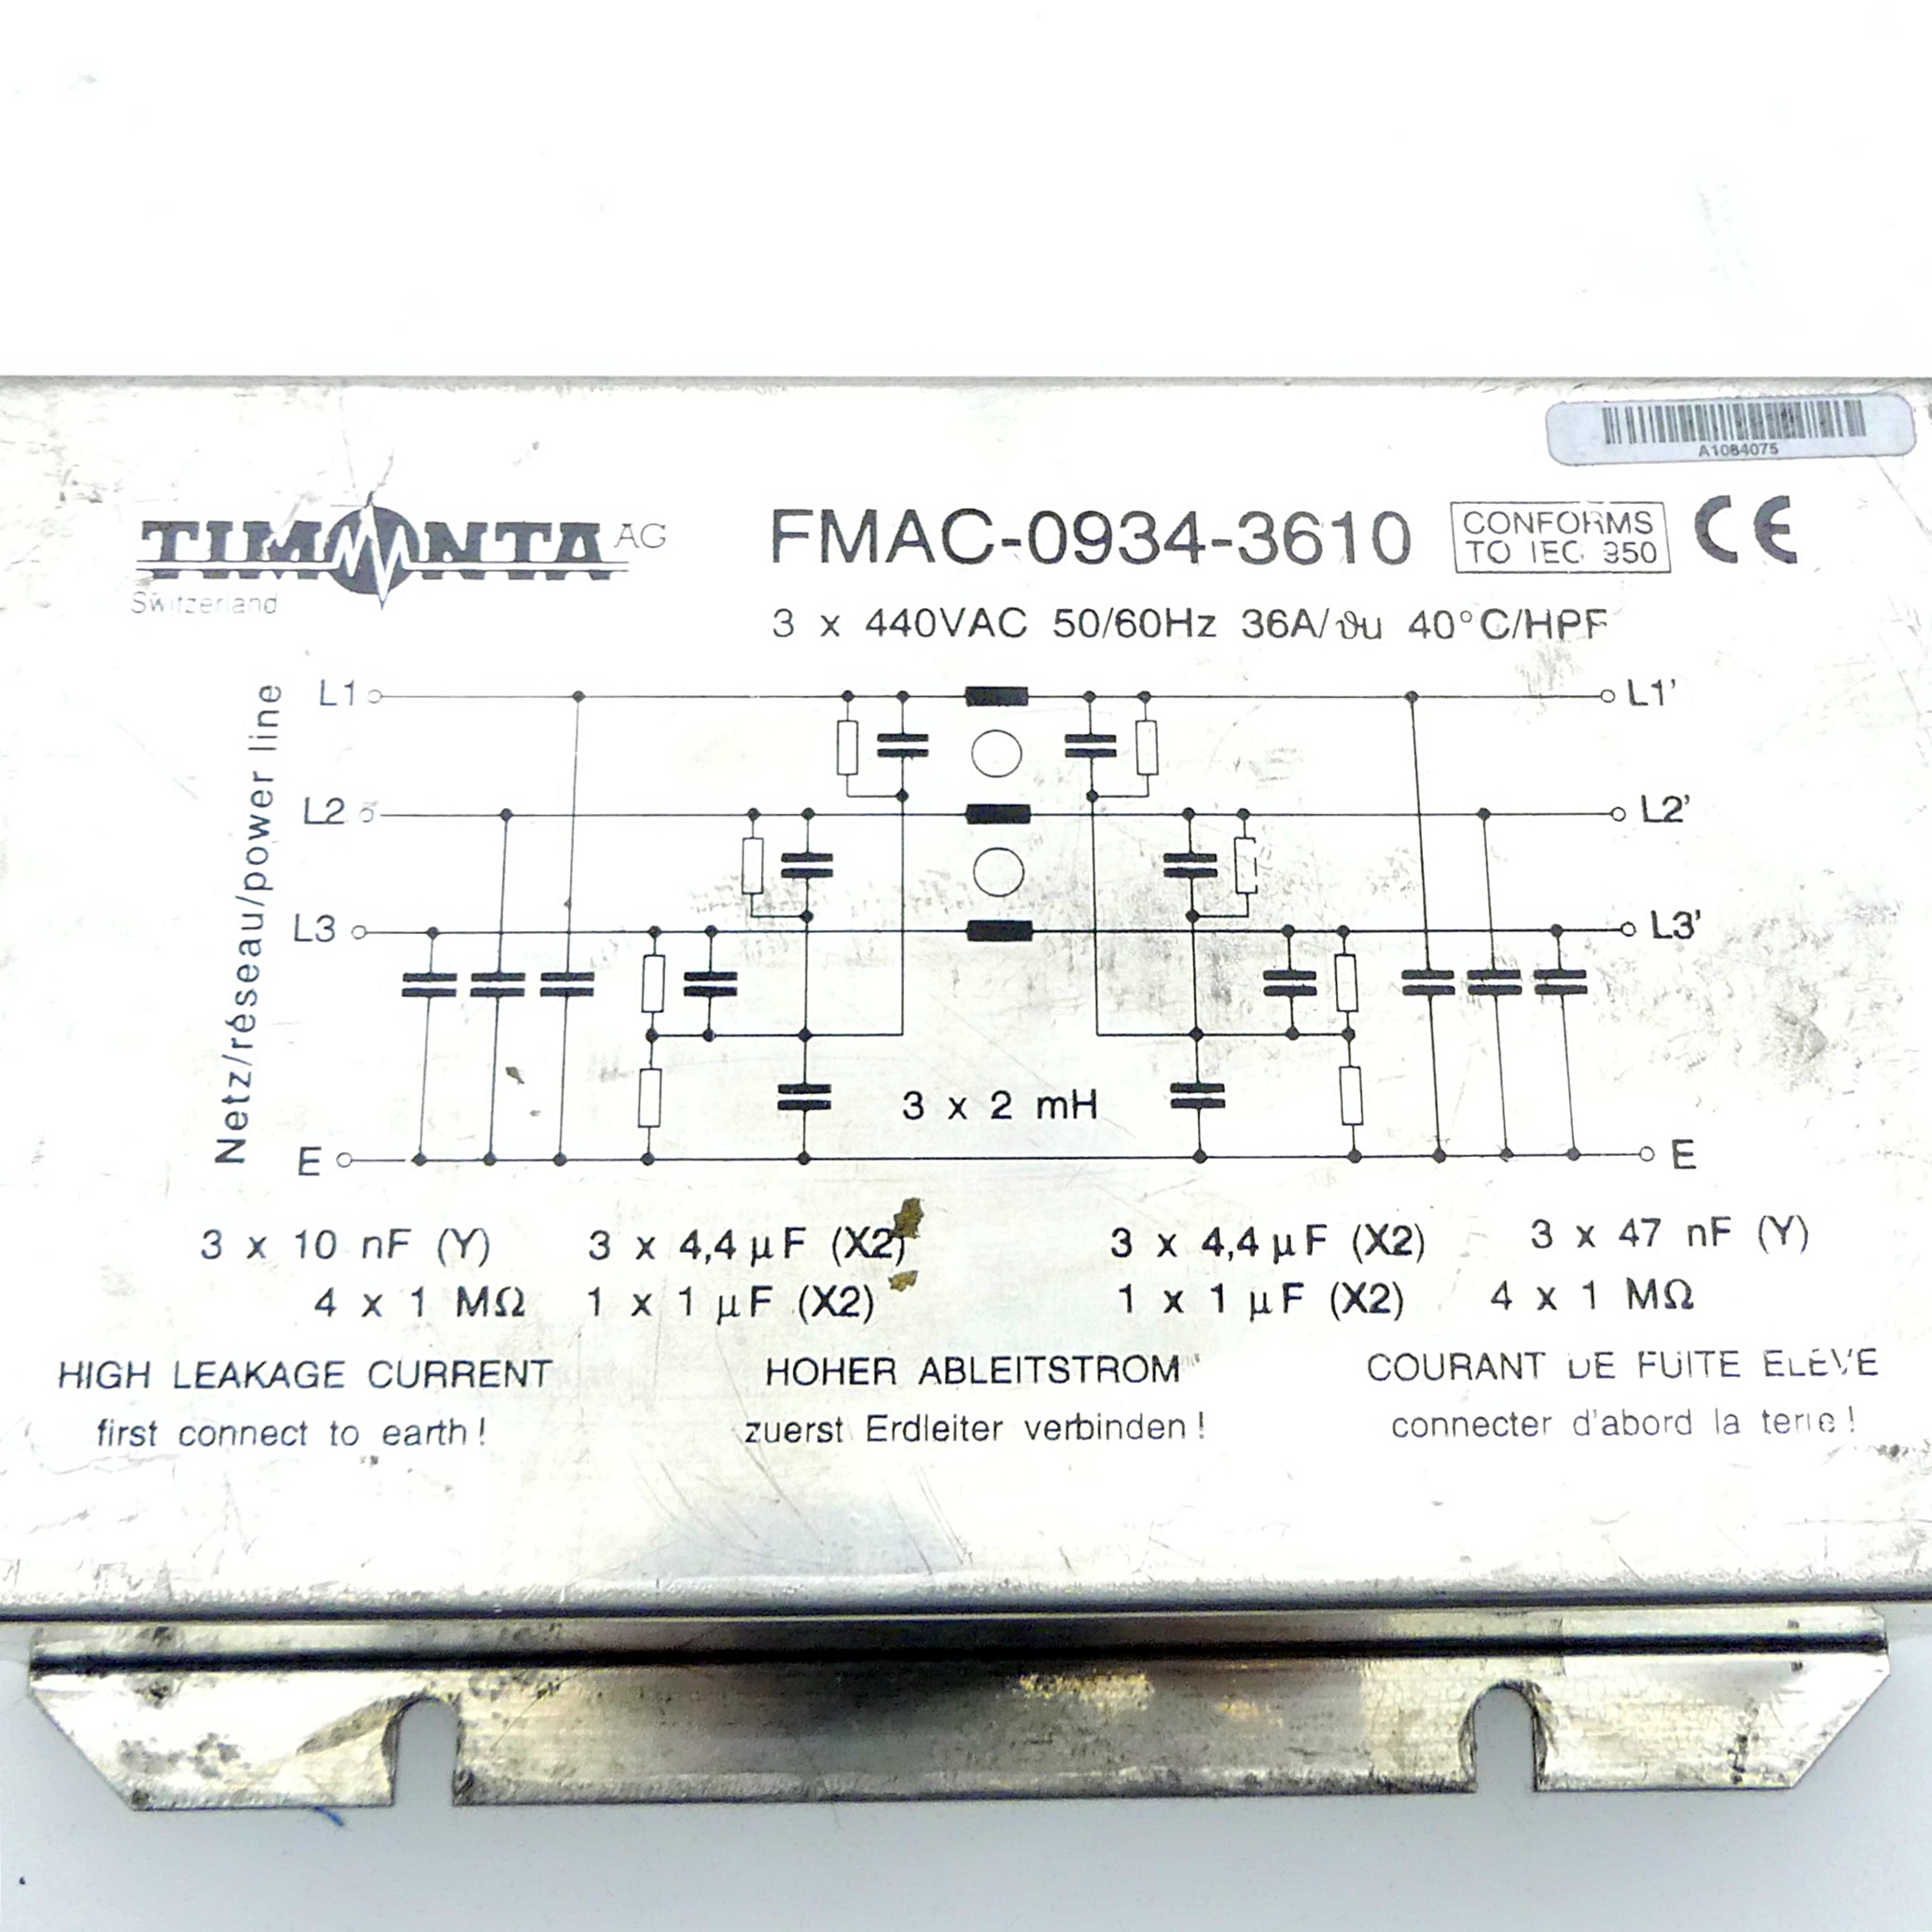 A1084075
TIMONTA AG
Switzerland
FMAC-0934-3610
CONFORMS
TO IEC 950
CE
3 x 440VAC 50/60Hz 36A/ϑu 40°C/HPF
Netz/réseau/power line
L1
L1'
L2
L2'
L3
L3'
3 x 2 mH
E
E
3 x 10 nF (Y)
3 x 4,4 µF (X2)
3 x 4,4 µF (X2)
3 x 47 nF (Y)
4 x 1 MΩ
1 x 1 µF (X2)
1 x 1 µF (X2)
4 x 1 MΩ
HIGH LEAKAGE CURRENT
first connect to earth!
HOHER ABLEITSTROM
zuerst Erdleiter verbinden!
COURANT DE FUITE ELÉVE
connecter d'abord la terre!